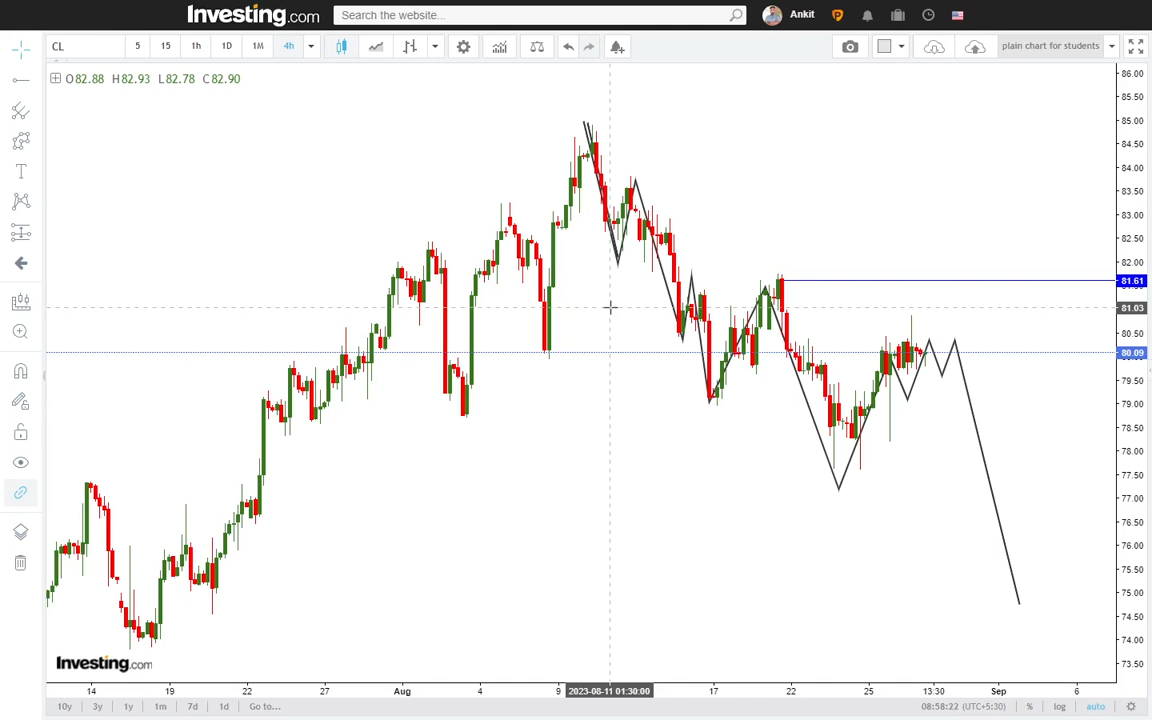 Investing.com
Search the website...
Ankit
CL
5
15
1h
1D
1M
4h
plain chart for students
O82.88 H82.93 L82.78 C82.90
86.00
85.50
85.00
84.50
84.00
83.50
83.00
82.50
82.00
81.61
81.03
80.50
80.09
79.50
79.00
78.50
78.00
77.50
77.00
76.50
76.00
75.50
75.00
74.50
74.00
73.50
Investing.com
14
19
22
27
Aug
4
9
2023-08-11 01:30:00
17
22
25
13:30
Sep
6
10y
3y
1y
1m
7d
1d
Go to...
08:58:22 (UTC+5:30)
%
log
auto